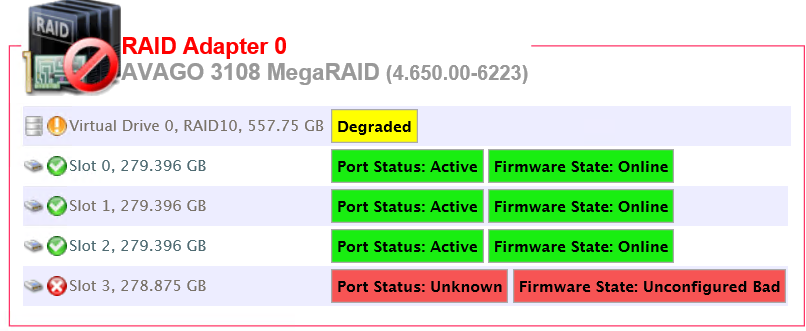 RAID
RAID Adapter 0
AVAGO 3108 MegaRAID (4.650.00-6223)
Virtual Drive 0, RAID10, 557.75 GB Degraded
Slot 0, 279.396 GB Port Status: Active Firmware State: Online
Slot 1, 279.396 GB Port Status: Active Firmware State: Online
Slot 2, 279.396 GB Port Status: Active Firmware State: Online
Slot 3, 278.875 GB Port Status: Unknown Firmware State: Unconfigured Bad